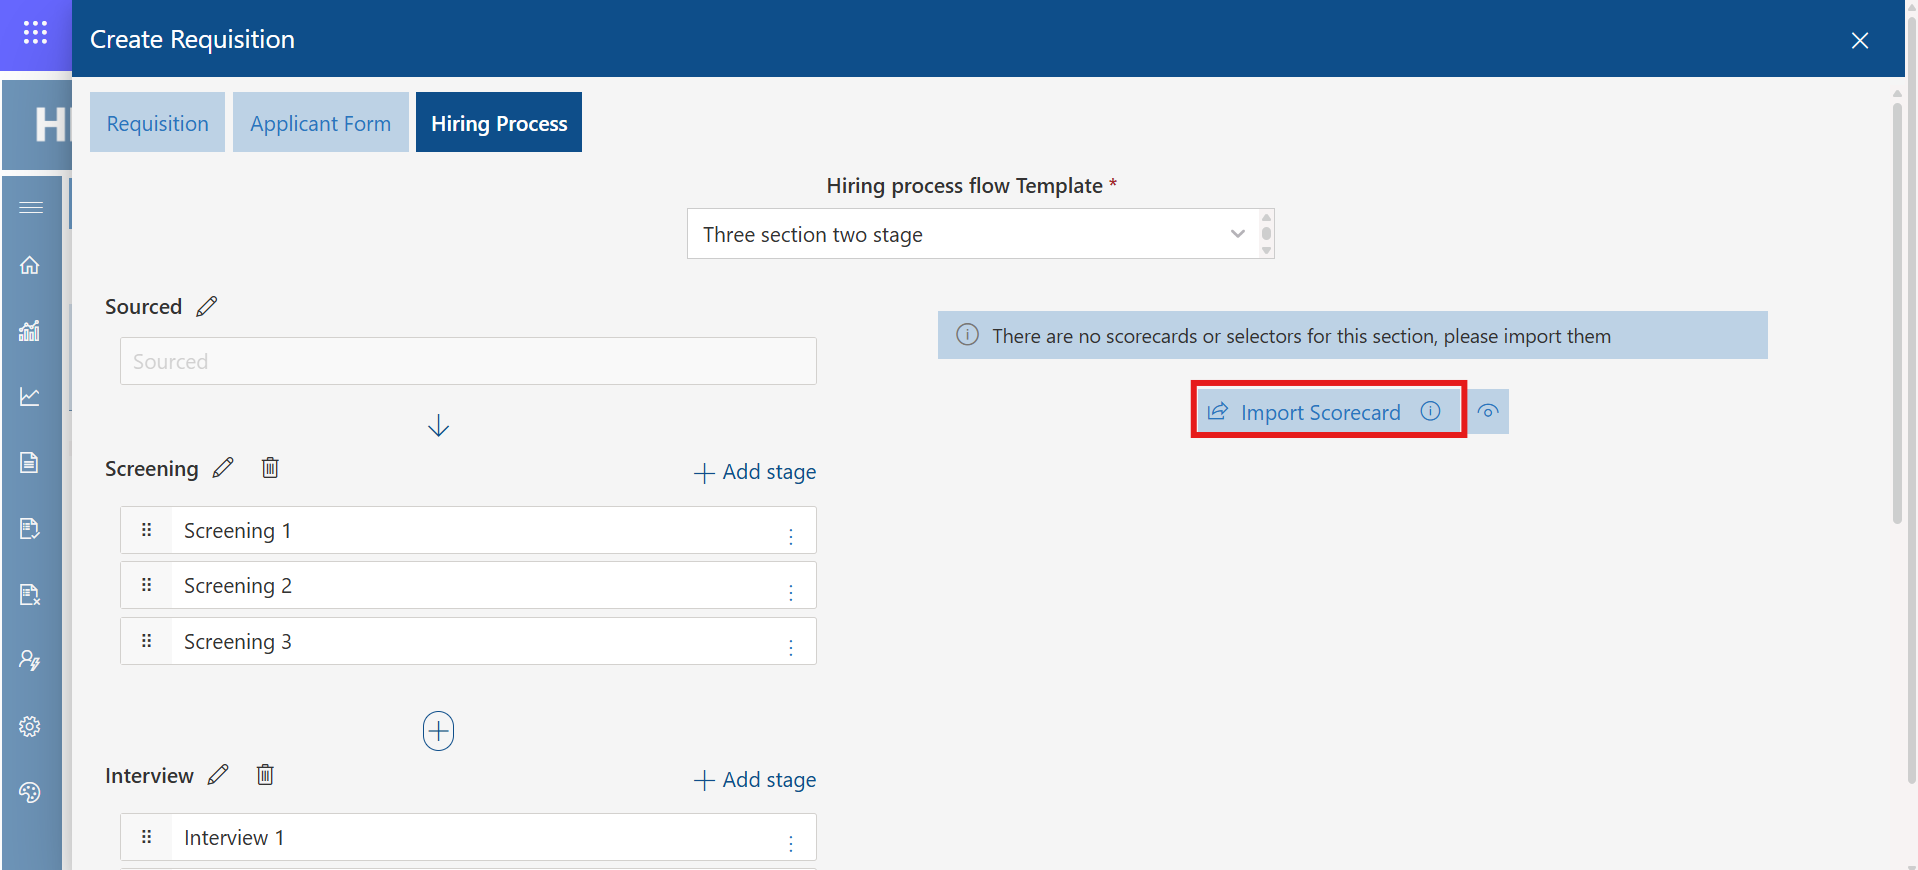 Create Requisition
Requisition
Applicant Form
Hiring Process
Hiring process flow Template *
Three section two stage
Sourced
Sourced
There are no scorecards or selectors for this section, please import them
Import Scorecard
Screening
Add stage
Screening 1
Screening 2
Screening 3
Interview
Add stage
Interview 1